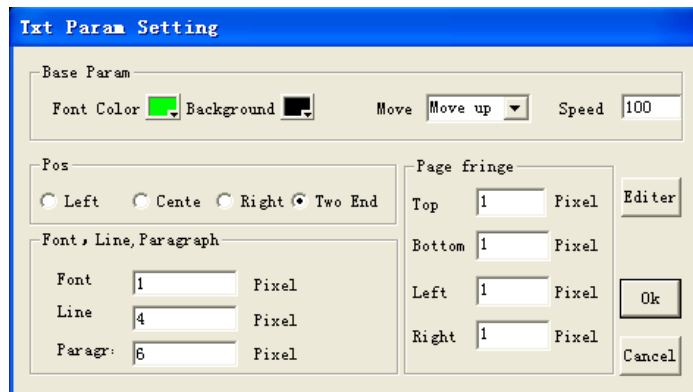 Txt Param Setting
Base Param
Font Color Background Move Move up Speed 100
Pos
Left Cente Right Two End
Font, Line, Paragraph
Font 1 Pixel
Line 4 Pixel
Paragr: 6 Pixel
Page fringe
Top 1 Pixel
Bottom 1 Pixel
Left 1 Pixel
Right 1 Pixel
Editer
Ok
Cancel